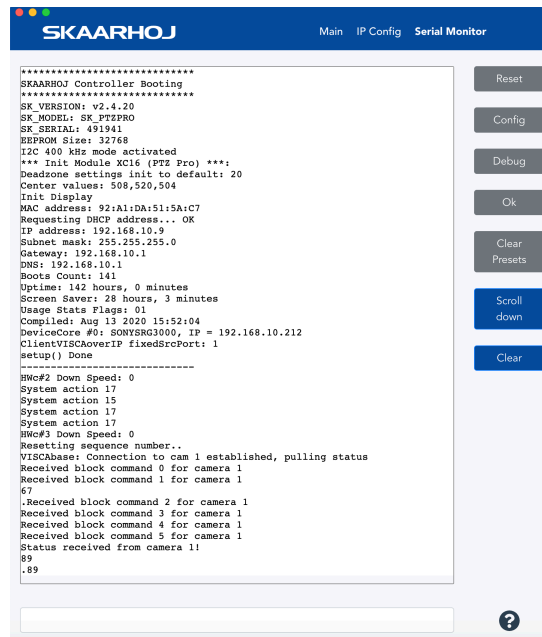 SKAARHOJ
Main IP Config Serial Monitor
*****************************
SKAARHOJ Controller Booting
*****************************
SK_VERSION: v2.4.20
SK_MODEL: SK_PTZPRO
SK_SERIAL: 491941
EEPROM Size: 32768
I2C 400 kHz mode activated
*** Init Module XC16 (PTZ Pro) ***:
Deadzone settings init to default: 20
Center values: 508,520,504
Init Display
MAC address: 92:A1:DA:51:5A:C7
Requesting DHCP address... OK
IP address: 192.168.10.9
Subnet mask: 255.255.255.0
Gateway: 192.168.10.1
DNS: 192.168.10.1
Boots Count: 141
Uptime: 142 hours, 0 minutes
Screen Saver: 28 hours, 3 minutes
Usage Stats Flags: 01
Compiled: Aug 13 2020 15:52:04
DeviceCore #0: SONYSRG3000, IP = 192.168.10.212
ClientVISCAoverIP fixedSrcPort: 1
setup() Done
-----------------------------
HWc#2 Down Speed: 0
System action 17
System action 15
System action 17
System action 17
HWc#3 Down Speed: 0
Resetting sequence number..
VISCAbase: Connection to cam 1 established, pulling status
Received block command 0 for camera 1
Received block command 1 for camera 1
67
.Received block command 2 for camera 1
Received block command 3 for camera 1
Received block command 4 for camera 1
Received block command 5 for camera 1
Status received from camera 1!
89
.89
Reset
Config
Debug
Ok
Clear
Presets
Scroll
down
Clear
?